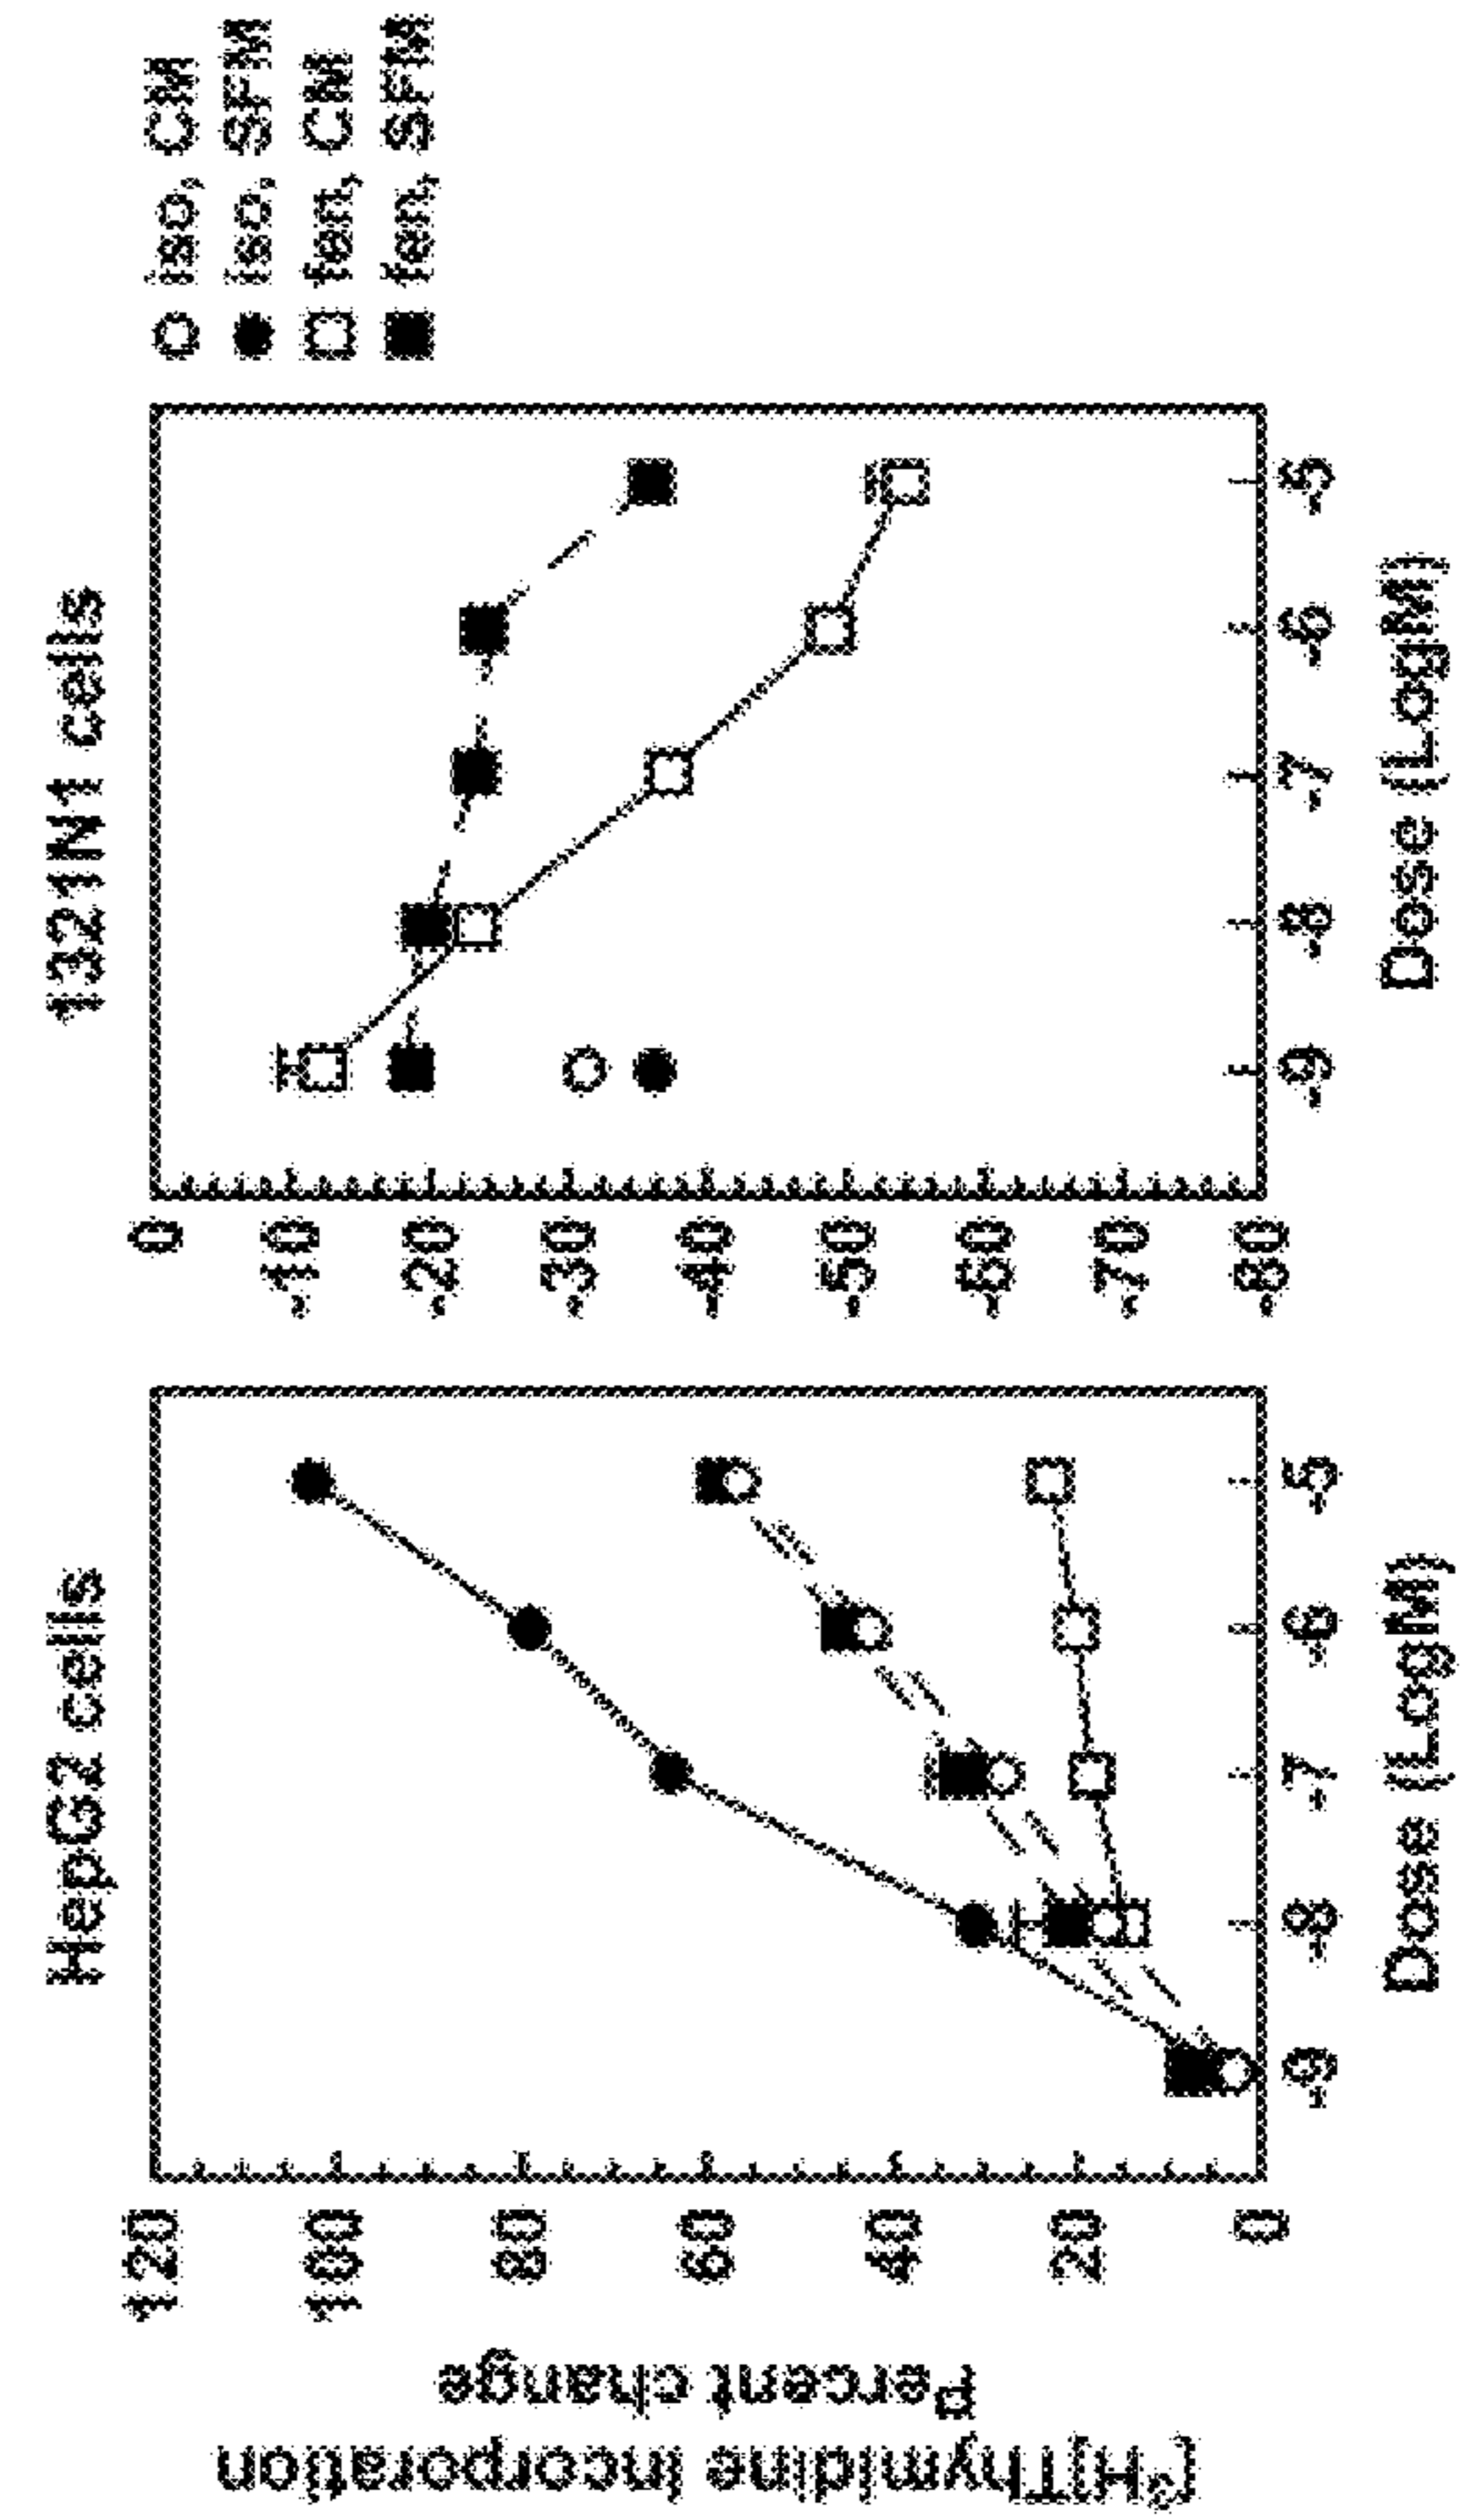 HepG2 cells
1321N1 cells
iso, CM
iso, SFM
fen, CM
fen, SFM
[³H]Thymidine incorporation
Percent change
120
100
80
60
40
20
0
-9
-8
-7
-6
-5
Dose (LogM)
0
-10
-20
-30
-40
-50
-60
-70
-80
-9
-8
-7
-6
-5
Dose (LogM)